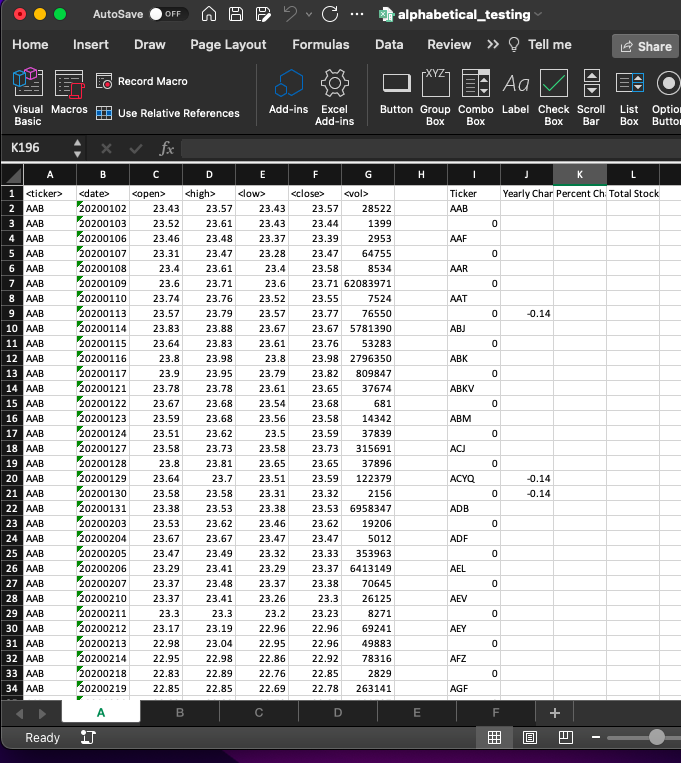 AutoSave OFF ... alphabetical_testing
Home Insert Draw Page Layout Formulas Data Review >> Tell me Share
Visual Basic Macros Record Macro Use Relative References Add-ins Excel Add-ins Button Group Box Combo Box Label Check Box Scroll Bar List Box Optio Butto
K196 fx
A B C D E F G H I J K L
1 <ticker> <date> <open> <high> <low> <close> <vol> Ticker Yearly Char Percent Ch Total Stock
2 AAB 20200102 23.43 23.57 23.43 23.57 28522 AAB
3 AAB 20200103 23.52 23.61 23.43 23.44 1399 0
4 AAB 20200106 23.46 23.48 23.37 23.39 2953 AAF
5 AAB 20200107 23.31 23.47 23.28 23.47 64755 0
6 AAB 20200108 23.4 23.61 23.4 23.58 8534 AAR
7 AAB 20200109 23.6 23.71 23.6 23.71 62083971 0
8 AAB 20200110 23.74 23.76 23.52 23.55 7524 AAT
9 AAB 20200113 23.57 23.79 23.57 23.77 76550 0 -0.14
10 AAB 20200114 23.83 23.88 23.67 23.67 5781390 ABJ
11 AAB 20200115 23.64 23.83 23.61 23.76 53283 0
12 AAB 20200116 23.8 23.98 23.8 23.98 2796350 ABK
13 AAB 20200117 23.9 23.95 23.79 23.82 809847 0
14 AAB 20200121 23.78 23.78 23.61 23.65 37674 ABKV
15 AAB 20200122 23.67 23.68 23.54 23.58 681 0
16 AAB 20200123 23.59 23.68 23.56 23.58 14342 ABM
17 AAB 20200124 23.51 23.62 23.5 23.59 37839 0
18 AAB 20200127 23.58 23.73 23.58 23.73 315691 ACJ
19 AAB 20200128 23.8 23.81 23.65 23.65 37896 0
20 AAB 20200129 23.64 23.7 23.51 23.59 122379 ACYQ -0.14
21 AAB 20200130 23.58 23.58 23.31 23.32 2156 0 -0.14
22 AAB 20200131 23.38 23.53 23.38 23.53 6958347 ADB
23 AAB 20200203 23.53 23.62 23.46 23.62 19206 0
24 AAB 20200204 23.67 23.67 23.47 23.47 5012 ADF
25 AAB 20200205 23.47 23.49 23.32 23.33 353963 0
26 AAB 20200206 23.29 23.41 23.29 23.37 6413149 AEL
27 AAB 20200207 23.37 23.48 23.37 23.38 70645 0
28 AAB 20200210 23.37 23.41 23.26 23.3 26125 AEV
29 AAB 20200211 23.3 23.3 23.2 23.23 8271 0
30 AAB 20200212 23.17 23.19 22.96 22.96 69241 AEY
31 AAB 20200213 22.98 23.04 22.95 22.96 49883 0
32 AAB 20200214 22.95 22.98 22.86 22.92 78316 AFZ
33 AAB 20200218 22.83 22.89 22.76 22.85 2829 0
34 AAB 20200219 22.85 22.85 22.69 22.78 263141 AGF
A B C D E F +
Ready